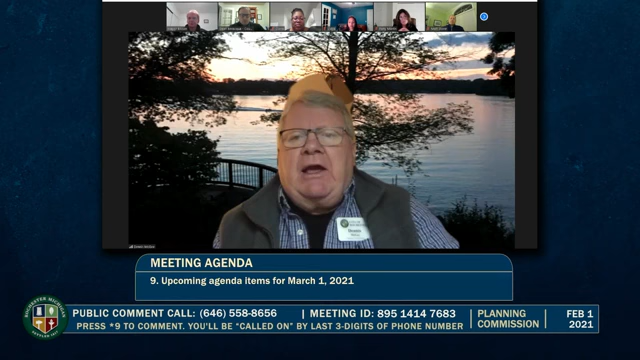 MEETING AGENDA
9. Upcoming agenda items for March 1, 2021
ROCHESTER MICHIGAN
PUBLIC COMMENT CALL: (646) 558-8656 | MEETING ID: 895 1414 7683
PRESS *9 TO COMMENT. YOU'LL BE "CALLED ON" BY LAST 3-DIGITS OF PHONE NUMBER
PLANNING
COMMISSION
FEB 1
2021